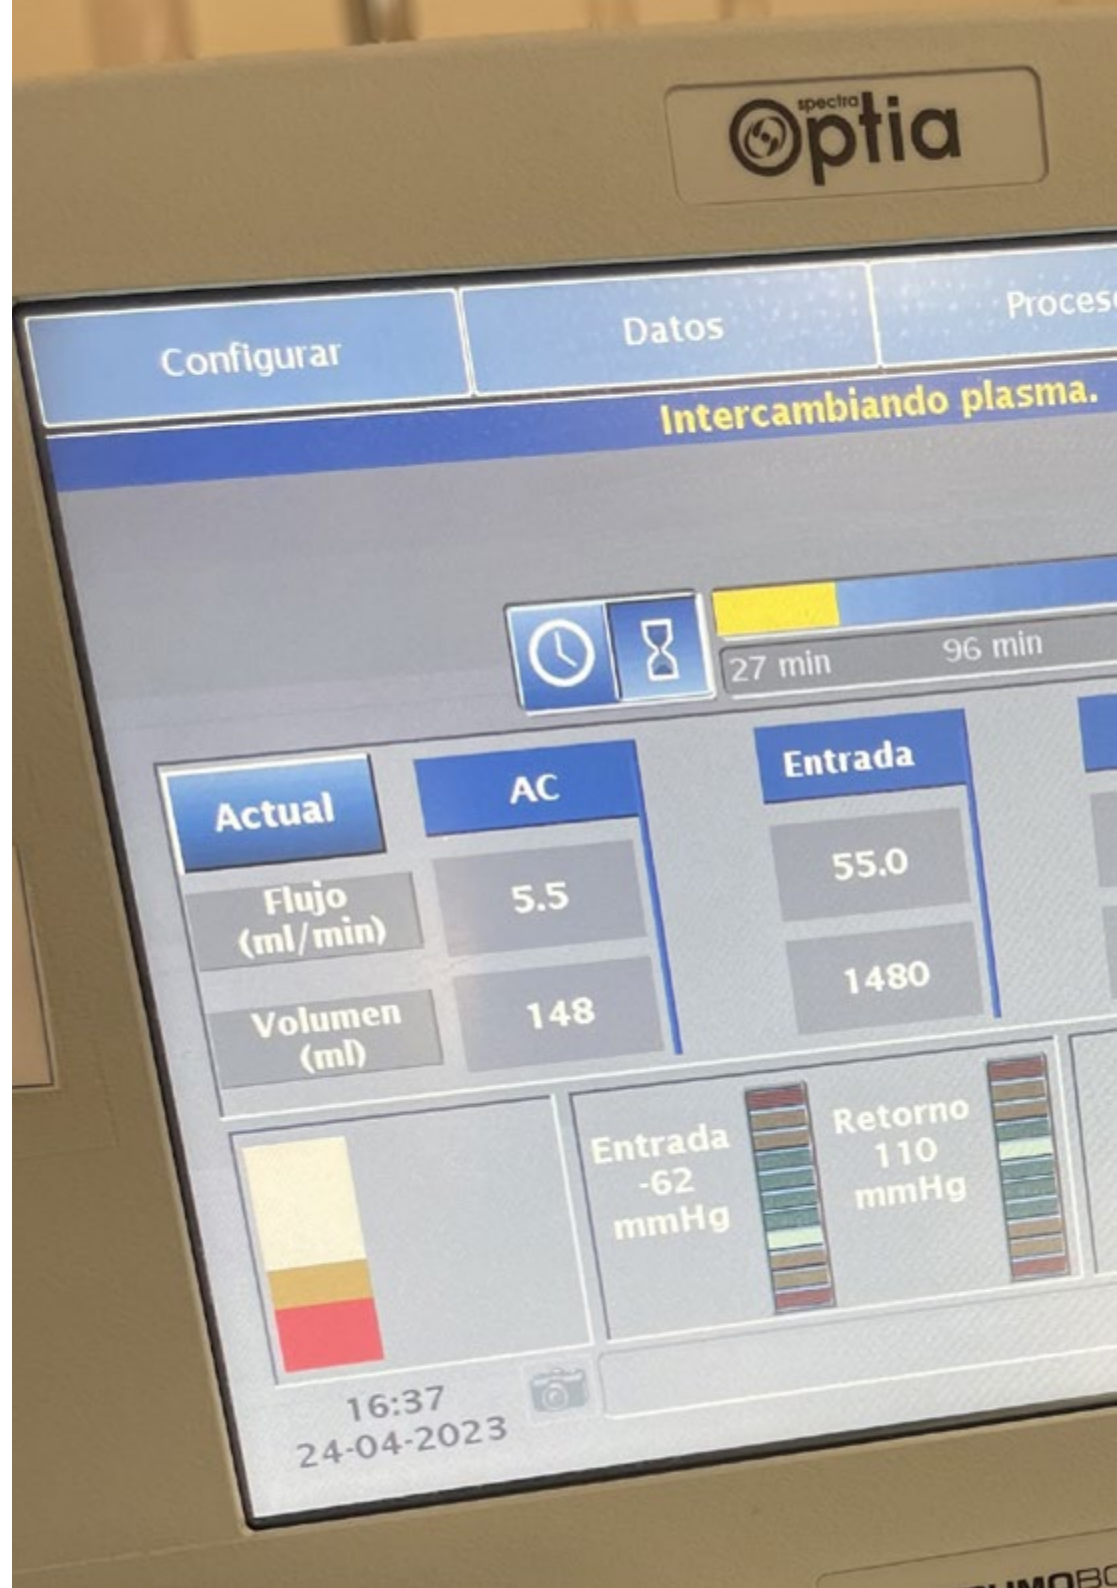 spectra
Optia
Configurar
Datos
Intercambiando plasma.
27 min
96 min
Actual
AC
Entrada
Flujo
(ml/min)
5.5
55.0
Volumen
(ml)
148
1480
Entrada
-62
mmHg
Retorno
110
mmHg
16:37
24-04-2023